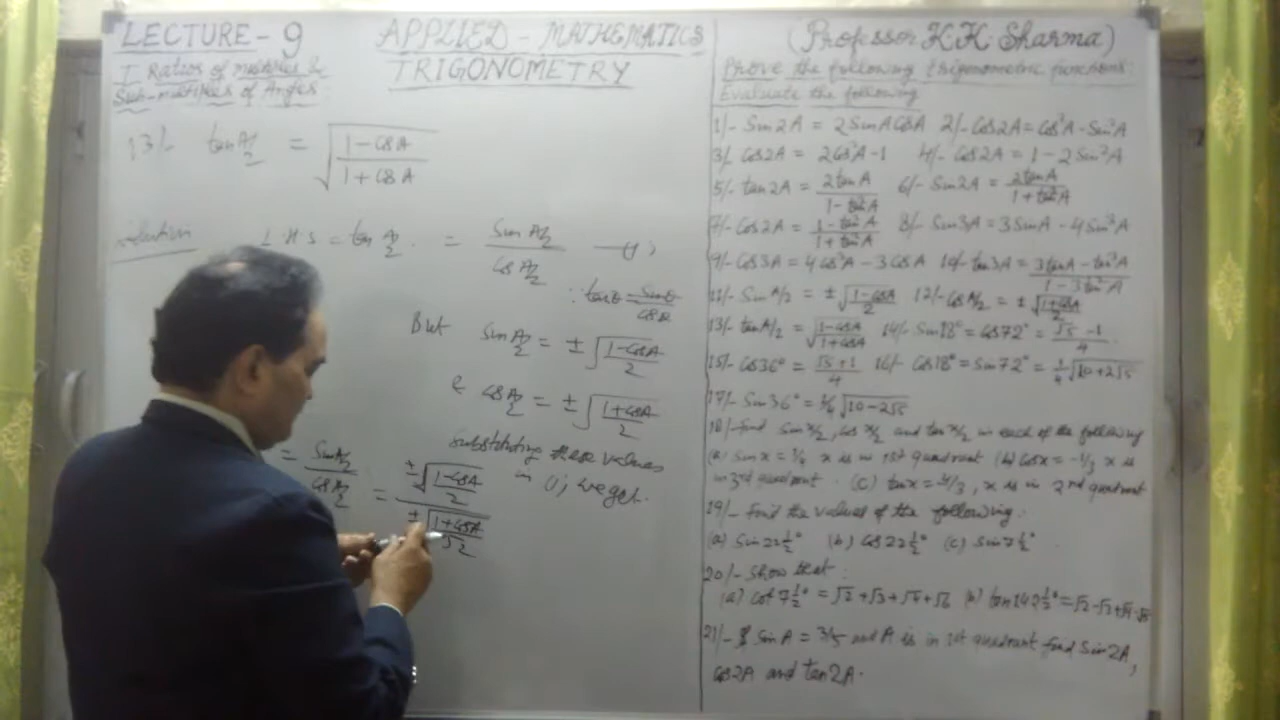 LECTURE - 9
APPLIED - MATHEMATICS
TRIGONOMETRY
(Professor K.K. Sharma)
I Ratios of multiples &
Sub-multiples of Angles
13/- tan A/2 = √(1 - cos A / 1 + cos A)
solution L H S = tan A/2 = Sin A/2 / cos A/2 —(1)
∵ tanθ = Sinθ / cosθ
But Sin A/2 = ± √(1 - cos A / 2)
& cos A/2 = ± √(1 + cos A / 2)
substituting these values
in (1), we get.
= Sin A/2 / cos A/2 = ± √(1 - cos A / 2) / ± √(1 + cos A / 2)
Prove the following trigonometric functions
Evaluate the following
1/- Sin 2A = 2 Sin A Cos A 2/- Cos 2A = Cos²A - Sin²A
3/- Cos 2A = 2 Cos²A - 1 4/- Cos 2A = 1 - 2 Sin²A
5/- tan 2A = 2 tan A / 1 - tan²A 6/- Sin 2A = 2 tan A / 1 + tan²A
7/- Cos 2A = 1 - tan²A / 1 + tan²A 8/- Sin 3A = 3 Sin A - 4 Sin³A
9/- Cos 3A = 4 Cos³A - 3 Cos A 10/- tan 3A = 3 tan A - tan³A / 1 - 3 tan²A
11/- Sin A/2 = ± √(1 - cos A / 2) 12/- Cos A/2 = ± √(1 + cos A / 2)
13/- tan A/2 = √(1 - cos A / 1 + cos A) 14/- Sin 18° = Cos 72° = √5 - 1 / 4
15/- Cos 36° = √5 + 1 / 4 16/- Cos 18° = Sin 72° = 1/4 √(10 + 2√5)
17/- Sin 36° = 1/4 √(10 - 2√5)
18/- find Sin x/2, Cos x/2 and tan x/2 in each of the following
(a) Sin x = 1/4 x is in 1st quadrant (b) Cos x = -1/3 x is
in 3rd quadrant. (c) tan x = -4/3, x is in 2nd quadrant
19/- Find the values of the following:
(a) Sin 22½° (b) Cos 22½° (c) Sin 7½°
20/- Show that:
(a) Cot 7½° = √2 + √3 + √4 + √6 (b) tan 142½° = √2 - √3 + √4 - √6
21/- If Sin A = 3/5 and A is in 1st quadrant find Sin 2A,
Cos 2A and tan 2A.